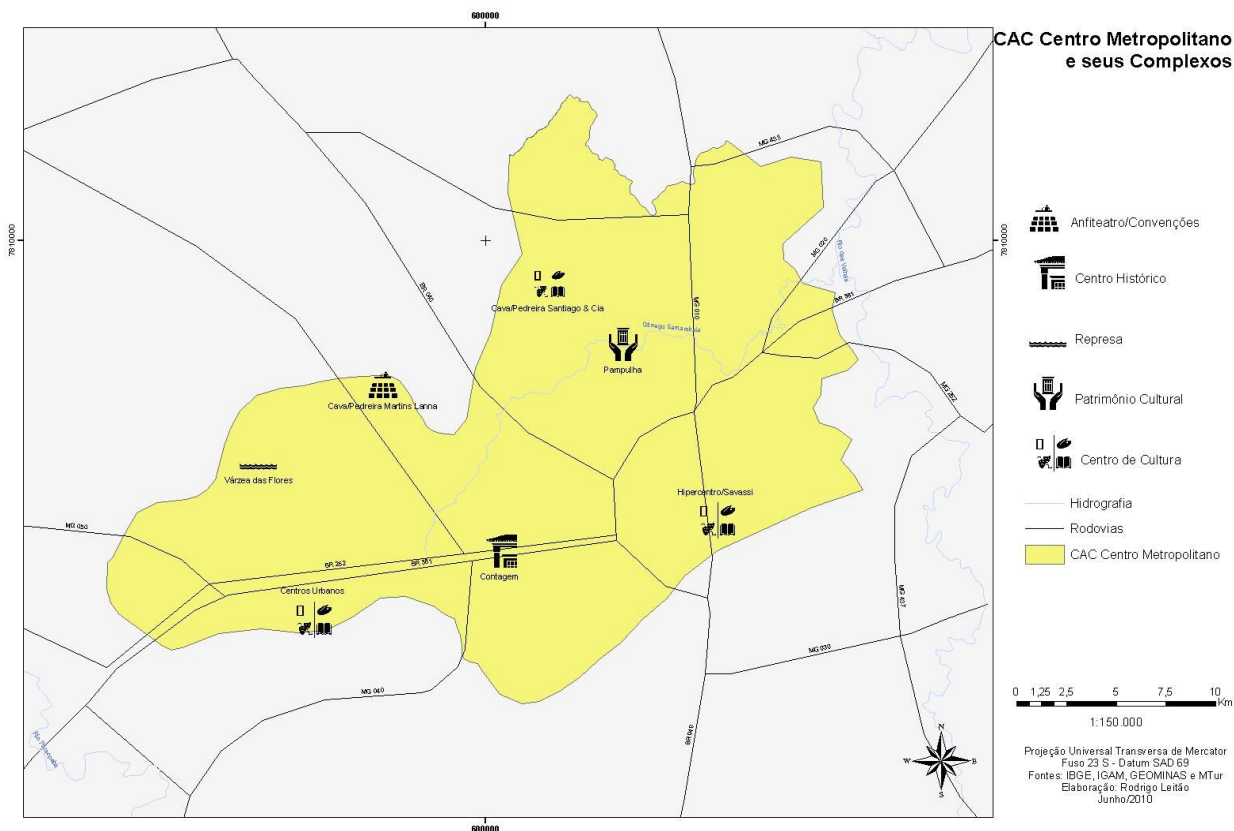 600000
CAC Centro Metropolitano
e seus Complexos
MG 455
7810000
7810000
MG 020
Rio das Velhas
BR 040
Cava/Pedreira Santiago & Cia
MG 010
BR 381
Pampulha
MG 262
Cava/Pedreira Martins Lanna
Várzea das Flores
Hipercentro/Savassi
MG 050
BR 262
BR 381
Contagem
Centros Urbanos
MG 437
MG 030
MG 040
BR 040
Anfiteatro/Convenções
Centro Histórico
Represa
Patrimônio Cultural
Centro de Cultura
Hidrografia
Rodovias
CAC Centro Metropolitano
0 1,25 2,5 5 7,5 10
Km
1:150.000
N
W
E
S
Projeção Universal Transversa de Mercator
Fuso 23 S - Datum SAD 69
Fontes: IBGE, IGAM, GEOMINAS e MTur
Elaboração: Rodrigo Leitão
Junho/2010
600000